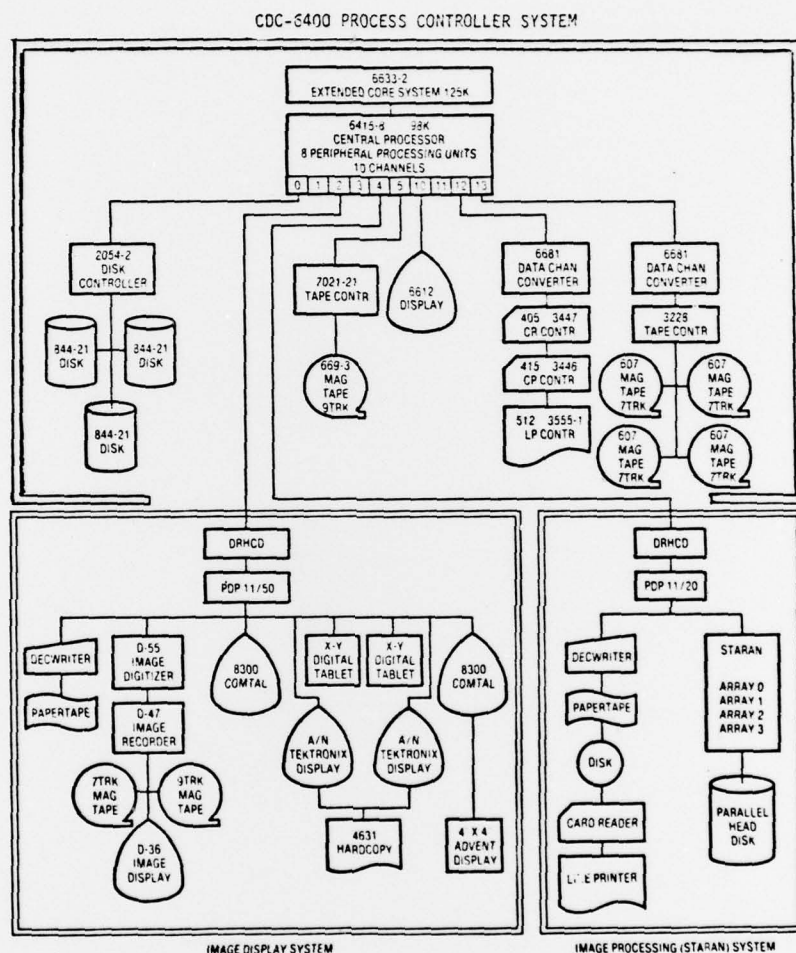 CDC-6400 PROCESS CONTROLLER SYSTEM
6633-2
EXTENDED CORE SYSTEM 125K
6415-8 98K
CENTRAL PROCESSOR
8 PERIPHERAL PROCESSING UNITS
10 CHANNELS
0 1 2 3 4 5 10 11 12 13
2054-2
DISK
CONTROLLER
844-21
DISK
844-21
DISK
844-21
DISK
7021-21
TAPE CONTR
669-3
MAG
TAPE
9TRK
6612
DISPLAY
6681
DATA CHAN
CONVERTER
405 3447
CR CONTR
415 3446
CP CONTR
512 3555-1
LP CONTR
6681
DATA CHAN
CONVERTER
3228
TAPE CONTR
607
MAG
TAPE
7TRK
607
MAG
TAPE
7TRK
607
MAG
TAPE
7TRK
607
MAG
TAPE
7TRK
DRHCD
PDP 11/50
DECWRITER
PAPERTAPE
D-55
IMAGE
DIGITIZER
D-47
IMAGE
RECORDER
7TRK
MAG
TAPE
9TRK
MAG
TAPE
D-36
IMAGE
DISPLAY
8300
COMTAL
X-Y
DIGITAL
TABLET
X-Y
DIGITAL
TABLET
8300
COMTAL
A/N
TEKTRONIX
DISPLAY
A/N
TEKTRONIX
DISPLAY
4631
HARDCOPY
4 X 4
ADVENT
DISPLAY
IMAGE DISPLAY SYSTEM
DRHCD
PDP 11/20
DECWRITER
PAPERTAPE
DISK
CARD READER
LINE PRINTER
STARAN
ARRAY 0
ARRAY 1
ARRAY 2
ARRAY 3
PARALLEL
HEAD
DISK
IMAGE PROCESSING (STARAN) SYSTEM